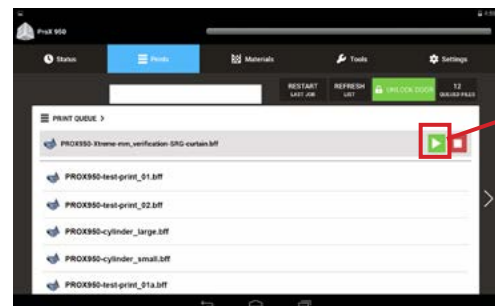 ProX 950
Status
Prints
Materials
Tools
Settings
RESTART
LAST JOB
REFRESH
LIST
UNLOCK DOOR
12
QUEUED FILES
PRINT QUEUE >
PROX950-Xtreme-mm_verification-SRG-curtain.bff
PROX950-test-print_01.bff
PROX950-test-print_02.bff
PROX950-cylinder_large.bff
PROX950-cylinder_small.bff
PROX950-test-print_01a.bff